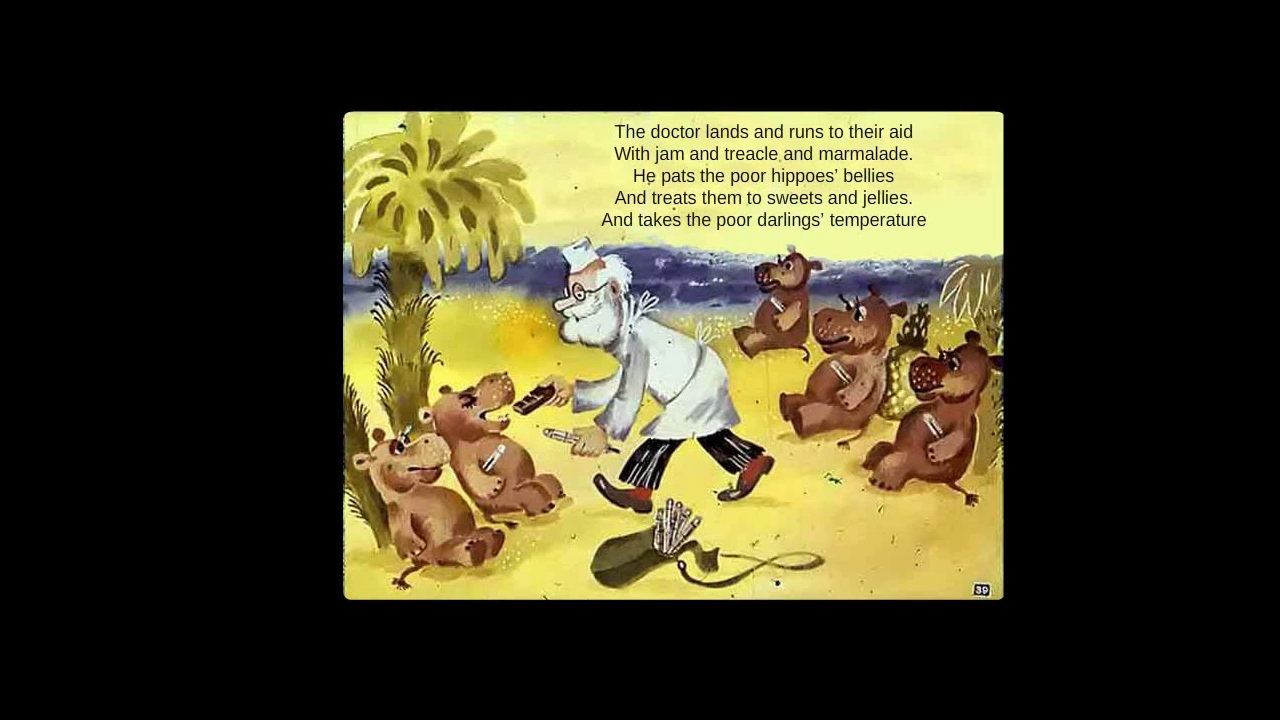 The doctor lands and runs to their aid
With jam and treacle and marmalade.
He pats the poor hippoes’ bellies
And treats them to sweets and jellies.
And takes the poor darlings’ temperature
39